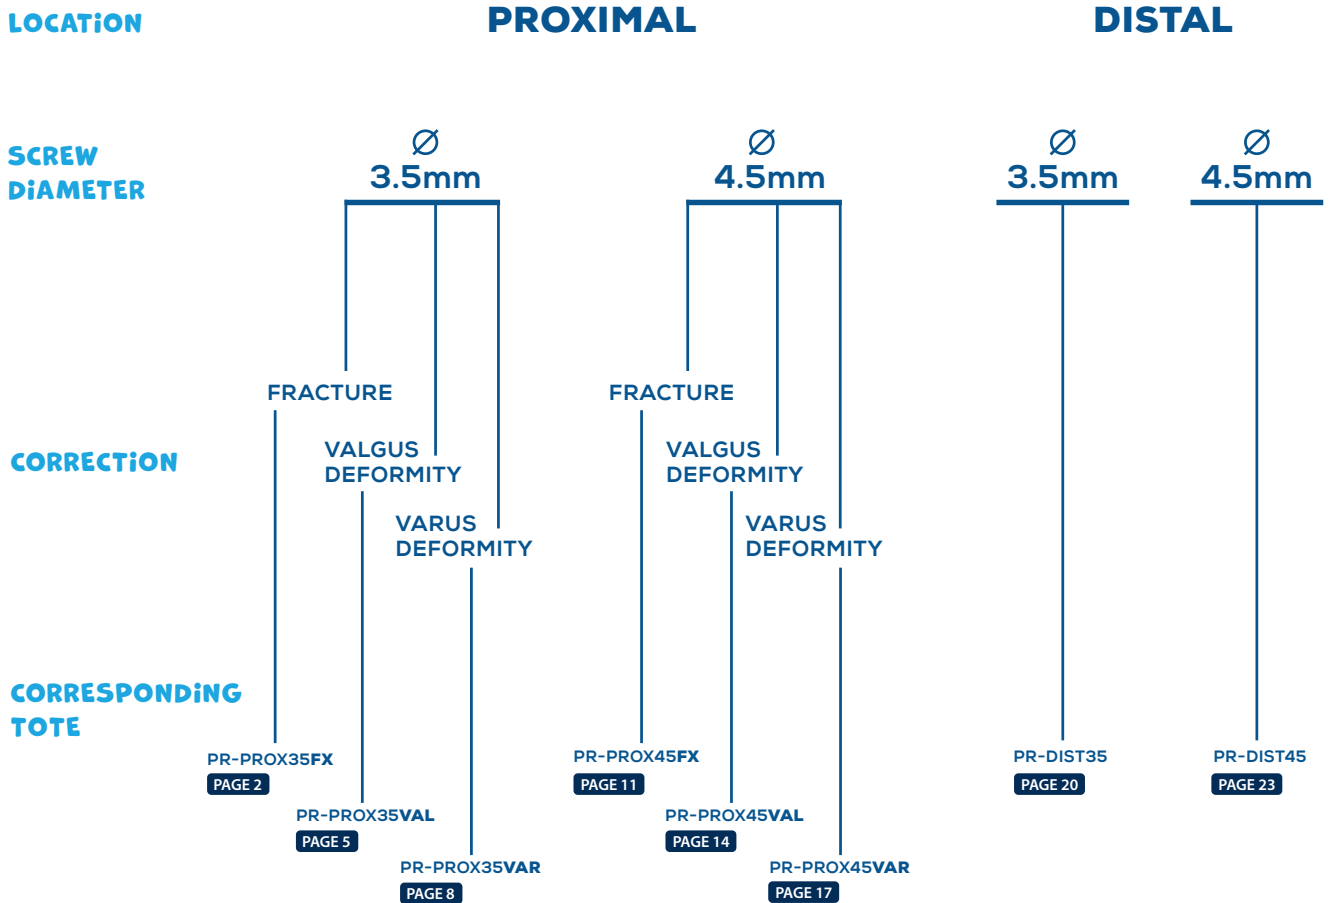 LOCATiON
PROXIMAL
DISTAL
SCREW
DiAMETER
Ø
3.5mm
Ø
4.5mm
Ø
3.5mm
Ø
4.5mm
CORRECTiON
FRACTURE
VALGUS
DEFORMITY
VARUS
DEFORMITY
FRACTURE
VALGUS
DEFORMITY
VARUS
DEFORMITY
CORRESPONDiNG
TOTE
PR-PROX35FX
PAGE 2
PR-PROX35VAL
PAGE 5
PR-PROX35VAR
PAGE 8
PR-PROX45FX
PAGE 11
PR-PROX45VAL
PAGE 14
PR-PROX45VAR
PAGE 17
PR-DIST35
PAGE 20
PR-DIST45
PAGE 23